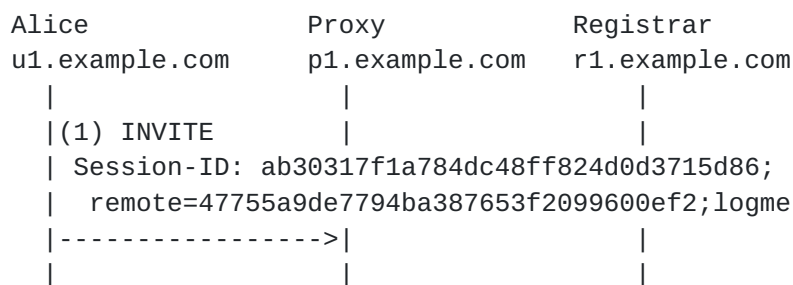 Alice Proxy Registrar
u1.example.com p1.example.com r1.example.com
| | |
|(1) INVITE | |
| Session-ID: ab30317f1a784dc48ff824d0d3715d86;
| remote=47755a9de7794ba387653f2099600ef2;logme
|----------------->| |
| | |